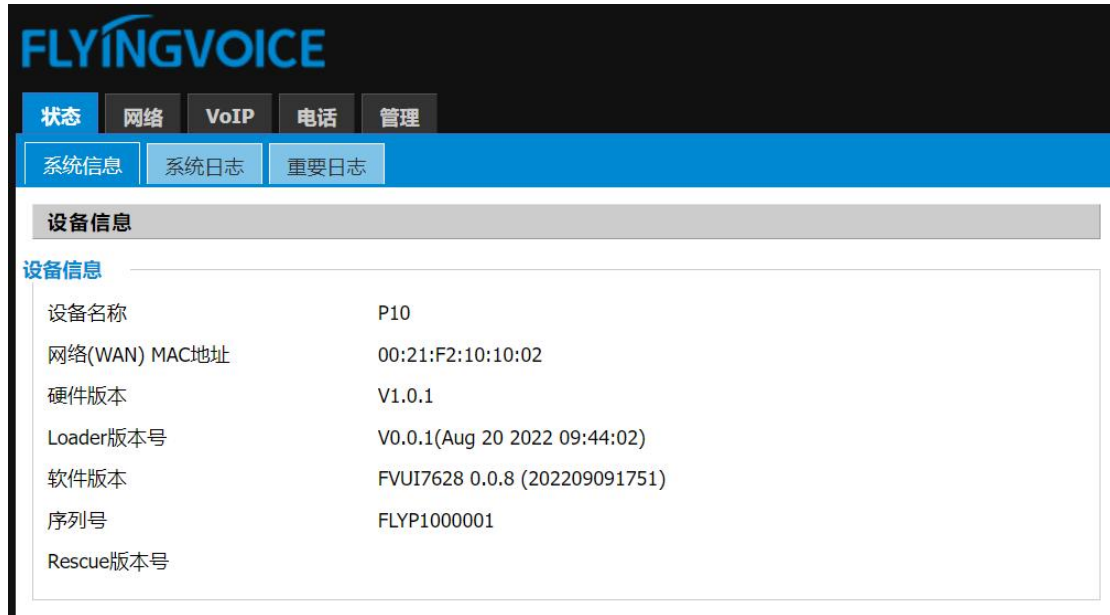 FLYINGVOICE
状态 网络 VoIP 电话 管理
系统信息 系统日志 重要日志
设备信息
设备信息
设备名称 P10
网络(WAN) MAC地址 00:21:F2:10:10:02
硬件版本 V1.0.1
Loader版本号 V0.0.1(Aug 20 2022 09:44:02)
软件版本 FVUI7628 0.0.8 (202209091751)
序列号 FLYP1000001
Rescue版本号